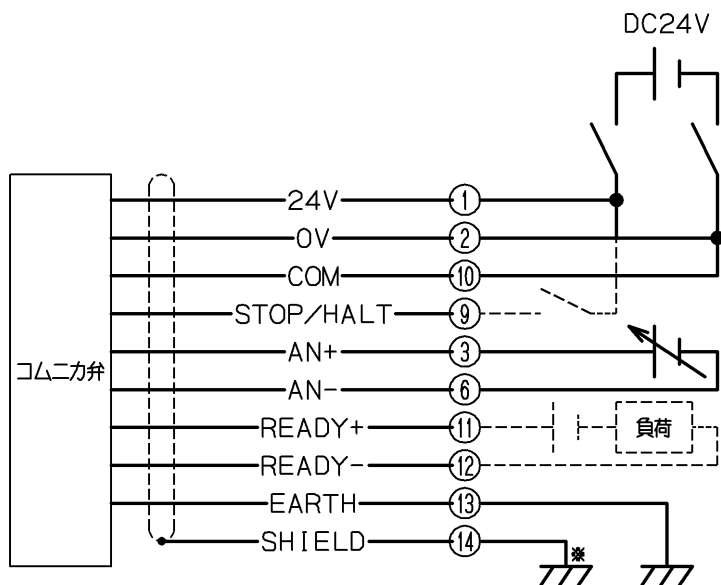 DC24V
24V ①
0V ②
COM ⑩
STOP/HALT ⑨
AN+ ③
コムニカ弁
AN- ⑥
READY+ ⑪
負荷
READY- ⑫
EARTH ⑬
SHIELD ⑭
※